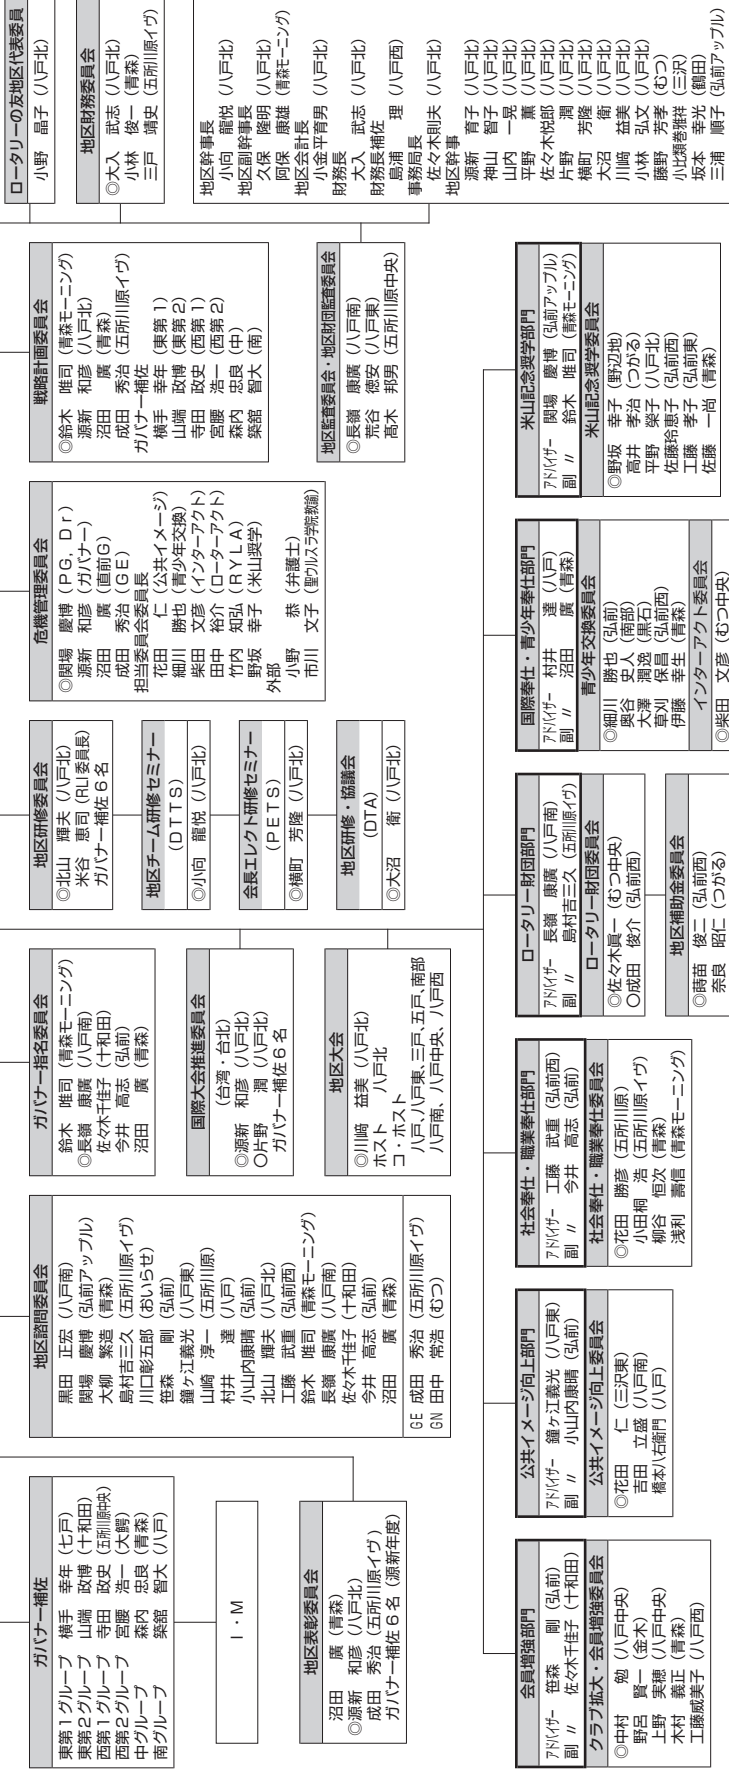 ガバナー補佐
東第1グループ 横手 幸年（七戸）
東第2グループ 山端 政博（十和田）
西第1グループ 寺田 政史（五所川原中央）
西第2グループ 宮腰 浩一（大鰐）
中グループ 森内 忠良（青森）
南グループ 築館 智大（八戸）
I・M
地区表彰委員会
沼田 廣（青森）
◎源新 和彦（八戸北）
成田 秀治（五所川原イヴ）
ガバナー補佐6名（源新年度）
地区諮問委員会
黒田 正宏（八戸南）
関場 慶博（弘前アップル）
大柳 繁造（青森）
島村吉三久（五所川原イヴ）
川口彰五郎（おいらせ）
笹森 剛（弘前）
鐘ヶ江義光（八戸東）
山崎 淳一（五所川原）
村井 達（八戸）
小山内康晴（弘前）
北山 輝夫（八戸北）
工藤 武重（弘前西）
鈴木 唯司（青森モーニング）
長嶺 康廣（八戸南）
佐々木千佳子（十和田）
今井 高志（弘前）
沼田 廣（青森）
GE 成田 秀治（五所川原イヴ）
GN 田中 常浩（むつ）
ガバナー指名委員会
鈴木 唯司（青森モーニング）
◎長嶺 康廣（八戸南）
佐々木千佳子（十和田）
今井 高志（弘前）
沼田 廣（青森）
国際大会推進委員会
（台湾・台北）
◎源新 和彦（八戸北）
〇片野 潤（八戸北）
ガバナー補佐6名
地区大会
◎川﨑 益美（八戸北）
ホスト 八戸北
コ・ホスト
八戸、八戸東、三戸、五戸、南部
八戸南、八戸中央、八戸西
地区研修委員会
◎北山 輝夫（八戸北）
米谷 恵司（RLI委員長）
ガバナー補佐6名
地区チーム研修セミナー
（DTTS）
◎小向 龍悦（八戸北）
会長エレクト研修セミナー
（PETS）
◎横町 芳隆（八戸北）
地区研修・協議会
（DTA）
◎大沼 衛（八戸北）
危機管理委員会
◎関場 慶博（PG，Dr）
源新 和彦（ガバナー）
沼田 廣（直前G）
成田 秀治（GE）
担当委員会委員長
花田 仁（公共イメージ）
細川 勝也（青少年交換）
柴田 文彦（インターアクト）
田中 裕介（ローターアクト）
竹内 知弘（RYLA）
野坂 幸子（米山奨学）
外部
小野 恭（弁護士）
市川 文子（聖ウルスラ学院教諭）
戦略計画委員会
◎鈴木 唯司（青森モーニング）
源新 和彦（八戸北）
沼田 廣（青森）
成田 秀治（五所川原イヴ）
ガバナー補佐
横手 幸年（東第1）
山端 政博（東第2）
寺田 政史（西第1）
宮腰 浩一（西第2）
森内 忠良（中）
築館 智大（南）
地区監査委員会・地区財団監査委員会
◎長嶺 康廣（八戸南）
荒谷 徳安（八戸東）
髙木 邦男（五所川原中央）
ロータリーの友地区代表委員
小野 晶子（八戸北）
地区財務委員会
◎大入 武志（八戸北）
小林 俊一（青森）
三戸 靖史（五所川原イヴ）
地区幹事長
小向 龍悦（八戸北）
地区副幹事長
久保 隆明（八戸北）
阿保 康雄（青森モーニング）
地区会計長
小金平育男（八戸北）
財務長
大入 武志（八戸北）
財務長補佐
島浦 理（八戸西）
事務局長
佐々木則夫（八戸北）
地区幹事
源新 育子（八戸北）
神山 智子（八戸北）
山内 一晃（八戸北）
平野 薫（八戸北）
佐々木悦郎（八戸北）
片野 潤（八戸北）
横町 芳隆（八戸北）
大沼 衛（八戸北）
川﨑 益美（八戸北）
小林 弘文（八戸北）
藤野 芳孝（むつ）
小比類巻雅祥（三沢）
坂本 幸光（鶴田）
三浦 順子（弘前アップル）
会員増強部門
アドバイザー 笹森 剛（弘前）
副 〃 佐々木千佳子（十和田）
クラブ拡大・会員増強委員会
◎中村 勉（八戸中央）
野呂 賢一（金木）
上野 実穂（八戸中央）
木村 義正（青森）
工藤威美子（八戸西）
公共イメージ向上部門
アドバイザー 鐘ヶ江義光（八戸東）
副 〃 小山内康晴（弘前）
公共イメージ向上委員会
◎花田 仁（三沢東）
吉田 立盛（八戸南）
橋本八右衛門（八戸）
社会奉仕・職業奉仕部門
アドバイザー 工藤 武重（弘前西）
副 〃 今井 高志（弘前）
社会奉仕・職業奉仕委員会
◎花田 勝彦（五所川原）
小田桐 浩（五所川原イヴ）
柳谷 恒次（青森）
浅利 壽信（青森モーニング）
ロータリー財団部門
アドバイザー 長嶺 康廣（八戸南）
副 〃 島村吉三久（五所川原イヴ）
ロータリー財団委員会
◎佐々木眞一（むつ中央）
〇成田 俊介（弘前西）
地区補助金委員会
◎蒔苗 俊二（弘前西）
奈良 昭仁（つがる）
国際奉仕・青少年奉仕部門
アドバイザー 村井 達（八戸）
副 〃 沼田 廣（青森）
青少年交換委員会
◎細川 勝也（弘前）
奥谷 史人（南部）
大澤 潤逸（黒石）
草刈 保昌（弘前西）
伊藤 幸生（青森）
インターアクト委員会
◎柴田 文彦（むつ中央）
米山記念奨学部門
アドバイザー 関場 慶博（弘前アップル）
副 〃 鈴木 唯司（青森モーニング）
米山記念奨学委員会
◎野坂 幸子（野辺地）
高井 孝治（つがる）
平野 榮子（八戸北）
佐藤玲恵子（弘前西）
工藤 孝子（弘前東）
佐藤 一尚（青森）